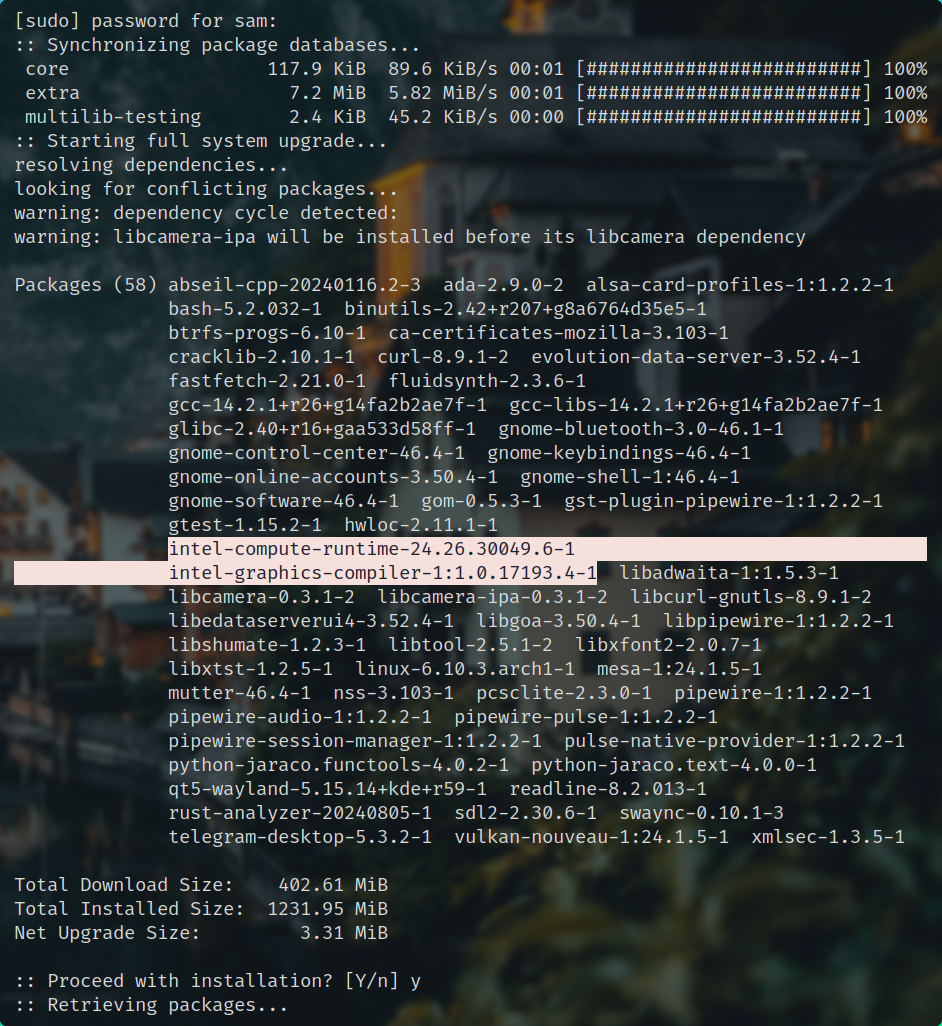 [sudo] password for sam:
:: Synchronizing package databases...
core 117.9 KiB 89.6 KiB/s 00:01 [#########################] 100%
extra 7.2 MiB 5.82 MiB/s 00:01 [#########################] 100%
multilib-testing 2.4 KiB 45.2 KiB/s 00:00 [#########################] 100%
:: Starting full system upgrade...
resolving dependencies...
looking for conflicting packages...
warning: dependency cycle detected:
warning: libcamera-ipa will be installed before its libcamera dependency
Packages (58) abseil-cpp-20240116.2-3 ada-2.9.0-2 alsa-card-profiles-1:1.2.2-1
bash-5.2.032-1 binutils-2.42+r207+g8a6764d35e5-1
btrfs-progs-6.10-1 ca-certificates-mozilla-3.103-1
cracklib-2.10.1-1 curl-8.9.1-2 evolution-data-server-3.52.4-1
fastfetch-2.21.0-1 fluidsynth-2.3.6-1
gcc-14.2.1+r26+g14fa2b2ae7f-1 gcc-libs-14.2.1+r26+g14fa2b2ae7f-1
glibc-2.40+r16+gaa533d58ff-1 gnome-bluetooth-3.0-46.1-1
gnome-control-center-46.4-1 gnome-keybindings-46.4-1
gnome-online-accounts-3.50.4-1 gnome-shell-1:46.4-1
gnome-software-46.4-1 gom-0.5.3-1 gst-plugin-pipewire-1:1.2.2-1
gtest-1.15.2-1 hwloc-2.11.1-1
intel-compute-runtime-24.26.30049.6-1
intel-graphics-compiler-1:1.0.17193.4-1 libadwaita-1:1.5.3-1
libcamera-0.3.1-2 libcamera-ipa-0.3.1-2 libcurl-gnutls-8.9.1-2
libedataserverui4-3.52.4-1 libgoa-3.50.4-1 libpipewire-1:1.2.2-1
libshumate-1.2.3-1 libtool-2.5.1-2 libxfont2-2.0.7-1
libxtst-1.2.5-1 linux-6.10.3.arch1-1 mesa-1:24.1.5-1
mutter-46.4-1 nss-3.103-1 pcsclite-2.3.0-1 pipewire-1:1.2.2-1
pipewire-audio-1:1.2.2-1 pipewire-pulse-1:1.2.2-1
pipewire-session-manager-1:1.2.2-1 pulse-native-provider-1:1.2.2-1
python-jaraco.functools-4.0.2-1 python-jaraco.text-4.0.0-1
qt5-wayland-5.15.14+kde+r59-1 readline-8.2.013-1
rust-analyzer-20240805-1 sdl2-2.30.6-1 swaync-0.10.1-3
telegram-desktop-5.3.2-1 vulkan-nouveau-1:24.1.5-1 xmlsec-1.3.5-1
Total Download Size: 402.61 MiB
Total Installed Size: 1231.95 MiB
Net Upgrade Size: 3.31 MiB
:: Proceed with installation? [Y/n] y
:: Retrieving packages...